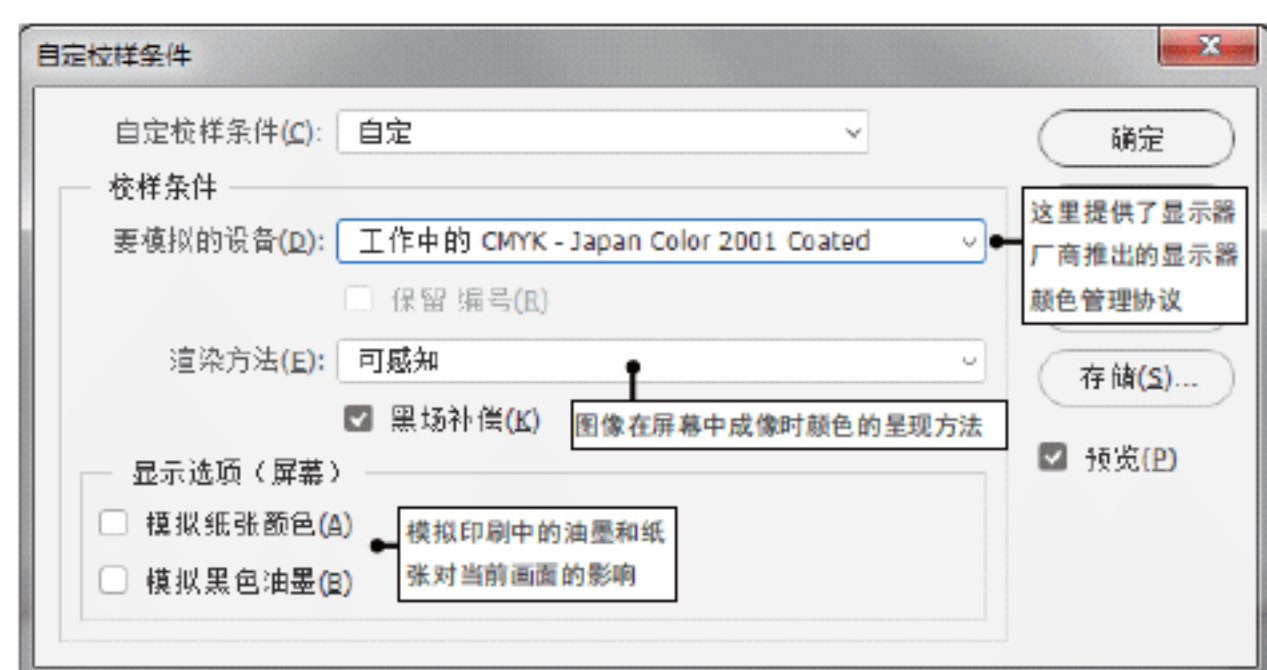 自定校样条件
自定校样条件(C): 自定
确定
校样条件
要模拟的设备(D): 工作中的 CMYK - Japan Color 2001 Coated
这里提供了显示器
厂商推出的显示器
颜色管理协议
保留编号(R)
渲染方法(E): 可感知
存储(S)...
黑场补偿(K)
图像在屏幕中成像时颜色的呈现方法
预览(P)
显示选项（屏幕）
模拟纸张颜色(A)
模拟印刷中的油墨和纸
张对当前画面的影响
模拟黑色油墨(B)